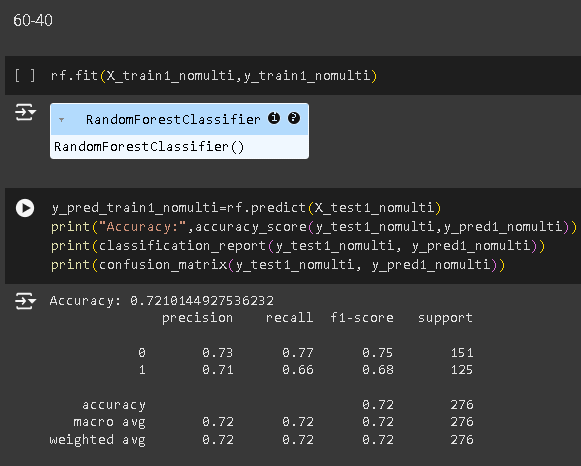 60-40
[ ] rf.fit(X_train1_nomulti,y_train1_nomulti)
RandomForestClassifier i ?
RandomForestClassifier()
y_pred_train1_nomulti=rf.predict(X_test1_nomulti)
print("Accuracy:",accuracy_score(y_test1_nomulti,y_pred1_nomulti))
print(classification_report(y_test1_nomulti, y_pred1_nomulti))
print(confusion_matrix(y_test1_nomulti, y_pred1_nomulti))
Accuracy: 0.7210144927536232
precision recall f1-score support
0 0.73 0.77 0.75 151
1 0.71 0.66 0.68 125
accuracy 0.72 276
macro avg 0.72 0.72 0.72 276
weighted avg 0.72 0.72 0.72 276